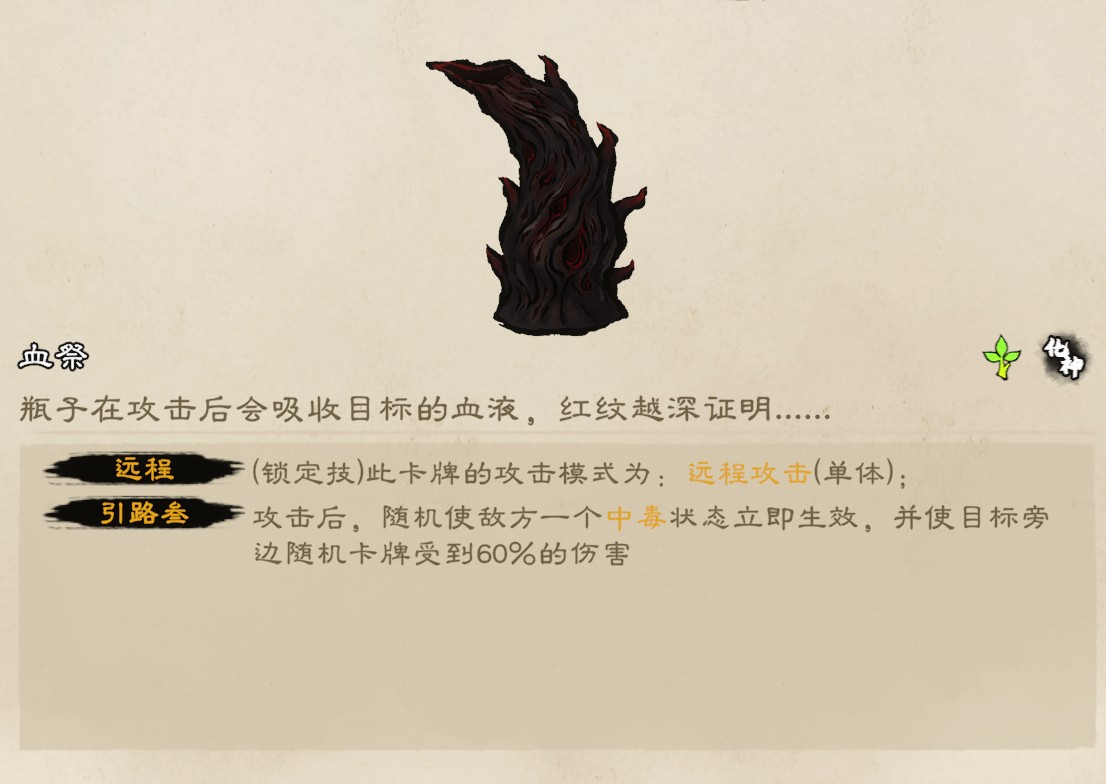 血祭
化神
瓶子在攻击后会吸收目标的血液，红纹越深证明……
远程
(锁定技)此卡牌的攻击模式为：远程攻击(单体)；
引路叁
攻击后，随机使敌方一个中毒状态立即生效，并使目标旁
边随机卡牌受到60%的伤害